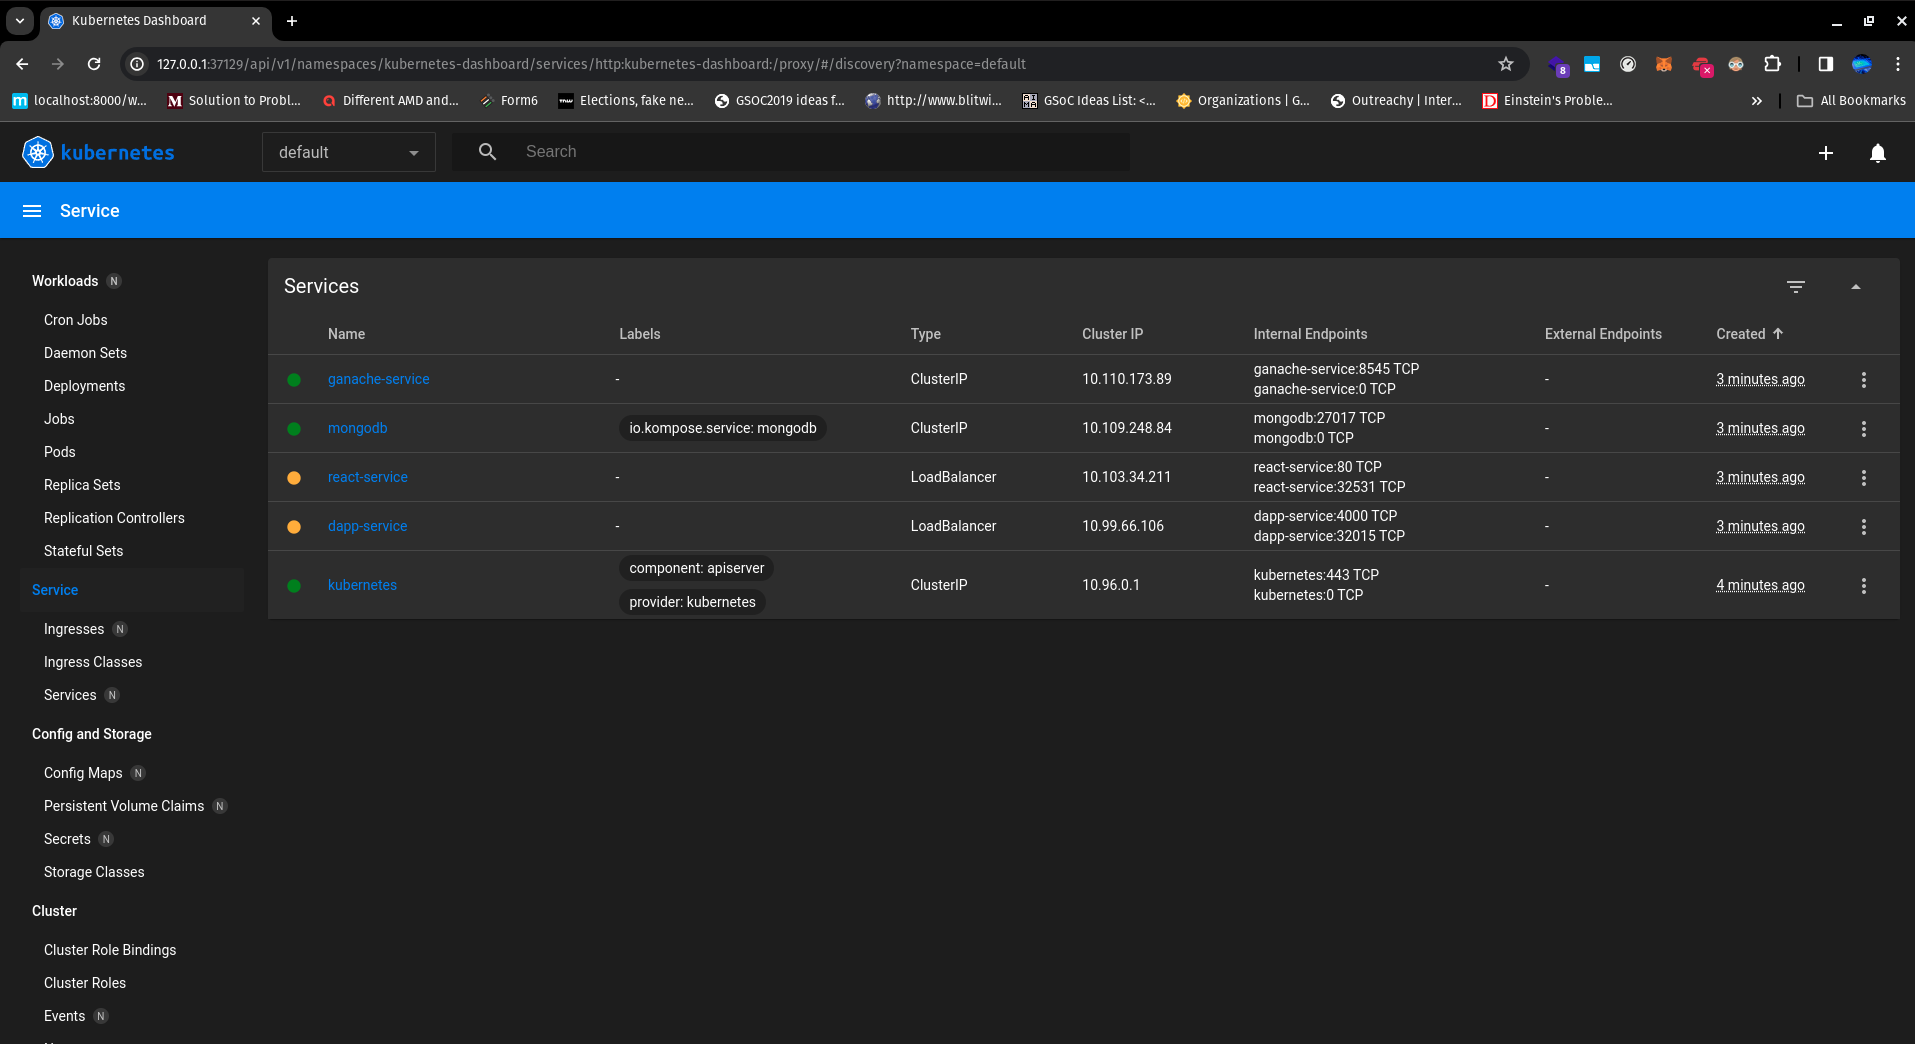 Kubernetes Dashboard
127.0.0.1:37129/api/v1/namespaces/kubernetes-dashboard/services/http:kubernetes-dashboard:/proxy/#/discovery?namespace=default
8
localhost:8000/w... Solution to Probl... Different AMD and... Form6 Elections, fake ne... GSOC2019 ideas f... http://www.blitwi... GSoC Ideas List: <... Organizations | G... Outreachy | Inter... Einstein's Proble... » All Bookmarks
kubernetes default Search
Service
Workloads N
Cron Jobs
Daemon Sets
Deployments
Jobs
Pods
Replica Sets
Replication Controllers
Stateful Sets
Service
Ingresses N
Ingress Classes
Services N
Config and Storage
Config Maps N
Persistent Volume Claims N
Secrets N
Storage Classes
Cluster
Cluster Role Bindings
Cluster Roles
Events N
Services
Name Labels Type Cluster IP Internal Endpoints External Endpoints Created
ganache-service - ClusterIP 10.110.173.89 ganache-service:8545 TCP - 3 minutes ago
ganache-service:0 TCP
mongodb io.kompose.service: mongodb ClusterIP 10.109.248.84 mongodb:27017 TCP - 3 minutes ago
mongodb:0 TCP
react-service - LoadBalancer 10.103.34.211 react-service:80 TCP - 3 minutes ago
react-service:32531 TCP
dapp-service - LoadBalancer 10.99.66.106 dapp-service:4000 TCP - 3 minutes ago
dapp-service:32015 TCP
kubernetes component: apiserver ClusterIP 10.96.0.1 kubernetes:443 TCP - 4 minutes ago
provider: kubernetes kubernetes:0 TCP